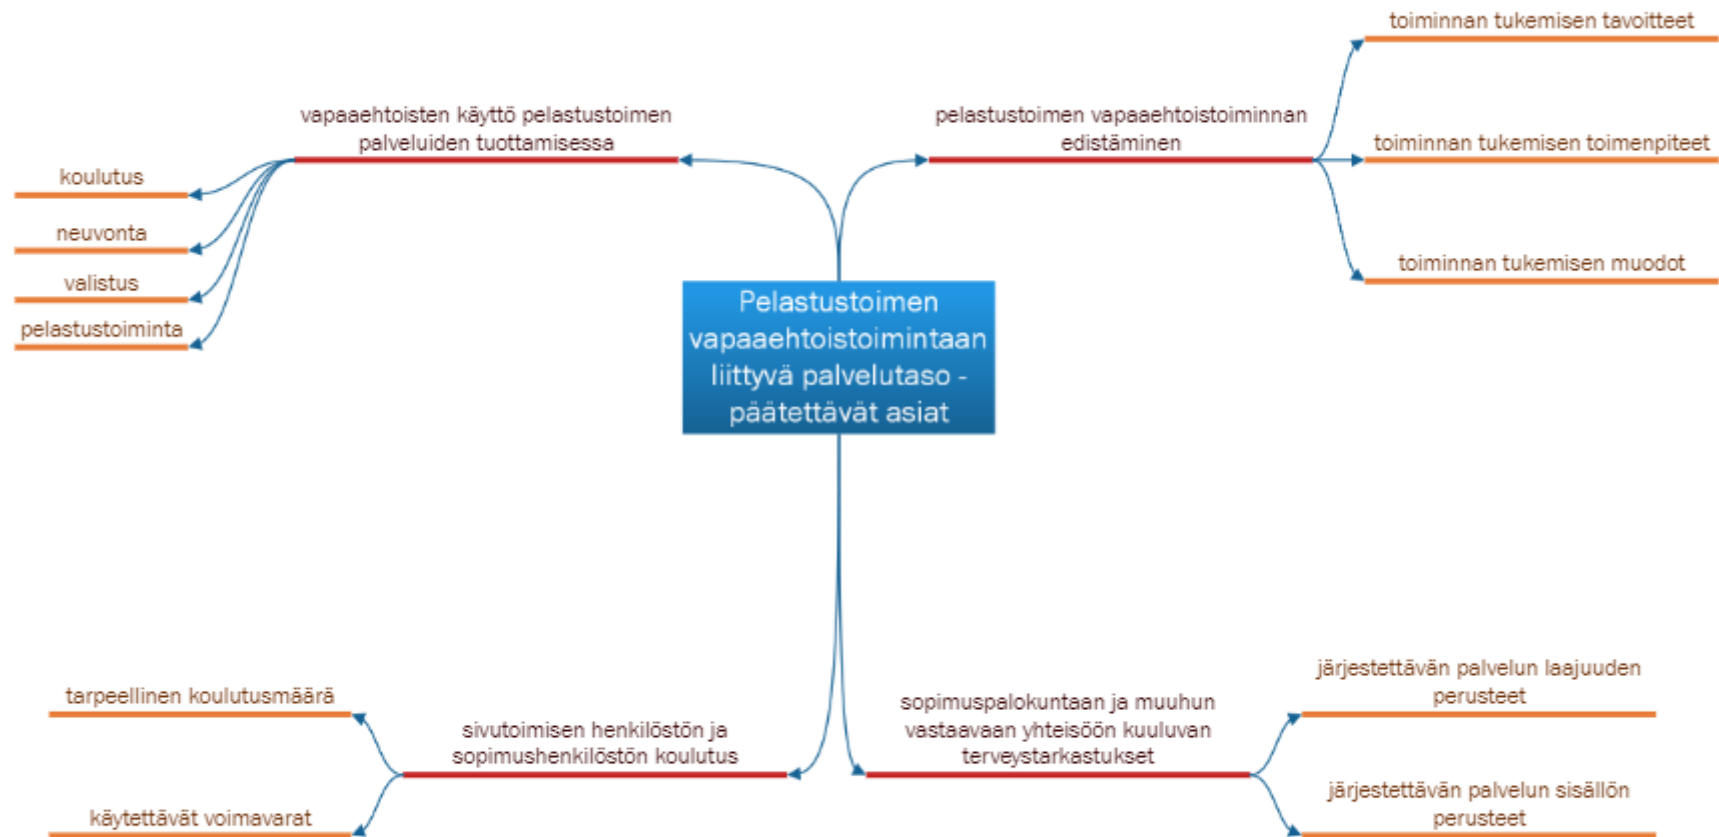 toiminnan tukemisen tavoitteet
vapaaehtoisten käyttö pelastustoimen
palveluiden tuottamisessa
pelastustoimen vapaaehtoistoiminnan
edistäminen
toiminnan tukemisen toimenpiteet
koulutus
neuvonta
valistus
pelastustoiminta
toiminnan tukemisen muodot
Pelastustoimen
vapaaehtoistoimintaan
liittyvä palvelutaso -
päätettävät asiat
tarpeellinen koulutusmäärä
sivutoimisen henkilöstön ja
sopimushenkilöstön koulutus
käytettävät voimavarat
sopimuspalokuntaan ja muuhun
vastaavaan yhteisöön kuuluvan
terveystarkastukset
järjestettävän palvelun laajuuden
perusteet
järjestettävän palvelun sisällön
perusteet